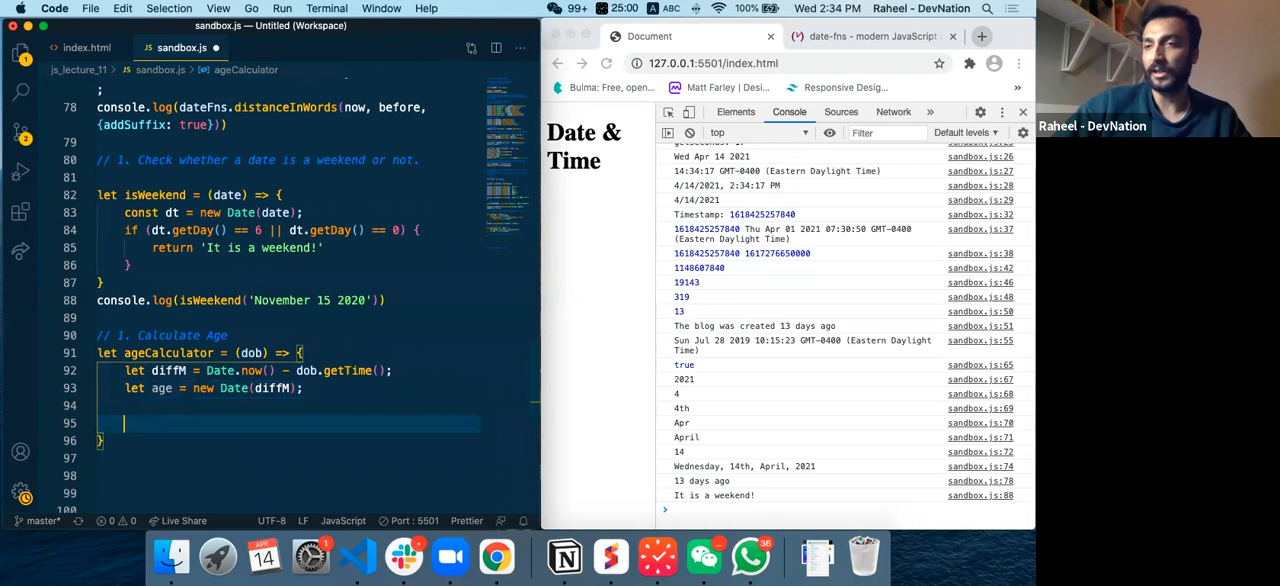 Code File Edit Selection View Go Run Terminal Window Help 99+ 25:00 A ABC 100% Wed 2:34 PM Raheel - DevNation
sandbox.js — Untitled (Workspace)
index.html JS sandbox.js
js_lecture_11 > JS sandbox.js > ageCalculator
;
78 console.log(dateFns.distanceInWords(now, before,
{addSuffix: true}))
79
80 // 1. Check whether a date is a weekend or not.
81
82 let isWeekend = (date) => {
83 const dt = new Date(date);
84 if (dt.getDay() == 6 || dt.getDay() == 0) {
85 return 'It is a weekend!'
86 }
87 }
88 console.log(isWeekend('November 15 2020'))
89
90 // 1. Calculate Age
91 let ageCalculator = (dob) => {
92 let diffM = Date.now() - dob.getTime();
93 let age = new Date(diffM);
94
95
96 }
97
98
99
100
1
2
master* 0 0 Live Share UTF-8 LF JavaScript Port : 5501 Prettier
Document date-fns - modern JavaScript
127.0.0.1:5501/index.html
Bulma: Free, open... Matt Farley | Desi... Responsive Desig... »
Date &
Time
Elements Console Sources Network »
top Filter Default levels
Wed Apr 14 2021 sandbox.js:26
14:34:17 GMT-0400 (Eastern Daylight Time) sandbox.js:27
4/14/2021, 2:34:17 PM sandbox.js:28
4/14/2021 sandbox.js:29
Timestamp: 1618425257840 sandbox.js:32
1618425257840 Thu Apr 01 2021 07:30:50 GMT-0400 sandbox.js:37
(Eastern Daylight Time)
1618425257840 1617276650000 sandbox.js:38
1148607840 sandbox.js:42
19143 sandbox.js:46
319 sandbox.js:48
13 sandbox.js:50
The blog was created 13 days ago sandbox.js:51
Sun Jul 28 2019 10:15:23 GMT-0400 (Eastern Daylight sandbox.js:55
Time)
true sandbox.js:65
2021 sandbox.js:67
4 sandbox.js:68
4th sandbox.js:69
Apr sandbox.js:70
April sandbox.js:71
14 sandbox.js:72
Wednesday, 14th, April, 2021 sandbox.js:74
13 days ago sandbox.js:78
It is a weekend! sandbox.js:88
>
Raheel - DevNation
APR
14
1
36